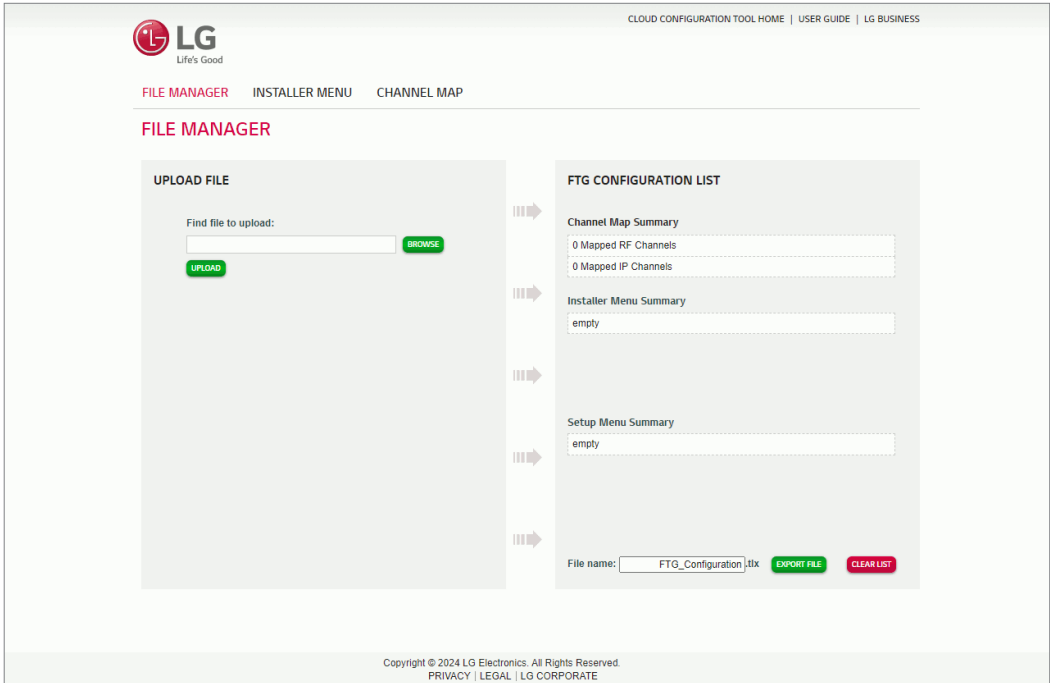 CLOUD CONFIGURATION TOOL HOME | USER GUIDE | LG BUSINESS
LG
Life's Good
FILE MANAGER INSTALLER MENU CHANNEL MAP
FILE MANAGER
UPLOAD FILE
Find file to upload:
BROWSE
UPLOAD
FTG CONFIGURATION LIST
Channel Map Summary
0 Mapped RF Channels
0 Mapped IP Channels
Installer Menu Summary
empty
Setup Menu Summary
empty
File name: FTG_Configuration .tlx EXPORT FILE CLEAR LIST
Copyright © 2024 LG Electronics. All Rights Reserved.
PRIVACY | LEGAL | LG CORPORATE